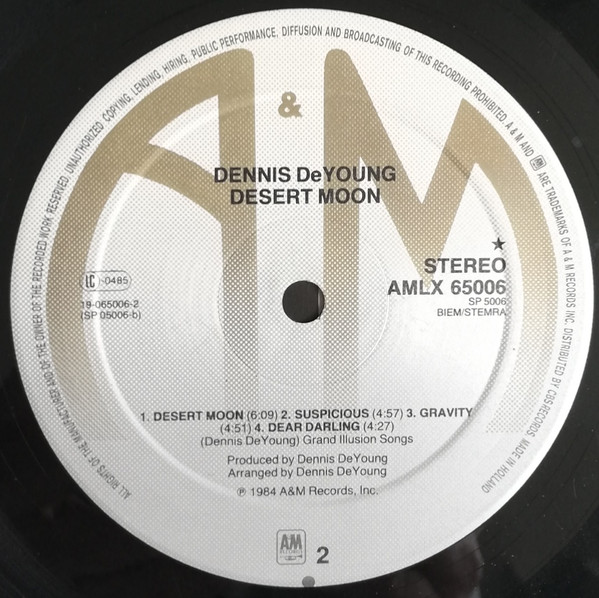 ALL RIGHTS OF THE MANUFACTURER AND OF THE OWNER OF THE RECORDED WORK RESERVED. UNAUTHORIZED COPYING, LENDING, HIRING, PUBLIC PERFORMANCE, DIFFUSION AND BROADCASTING OF THIS RECORDING PROHIBITED. A & M AND A&M ARE TRADEMARKS OF A & M RECORDS INC. DISTRIBUTED BY CBS RECORDS. MADE IN HOLLAND
A & M
DENNIS DeYOUNG
DESERT MOON
LC -0485
19-065006-2
(SP 05006-b)
★
STEREO
AMLX 65006
SP 5006
BIEM/STEMRA
1. DESERT MOON (6:09) 2. SUSPICIOUS (4:57) 3. GRAVITY
(4:51) 4. DEAR DARLING (4:27)
(Dennis DeYoung) Grand Illusion Songs
Produced by Dennis DeYoung
Arranged by Dennis DeYoung
℗ 1984 A&M Records, Inc.
A&M
RECORDS
2